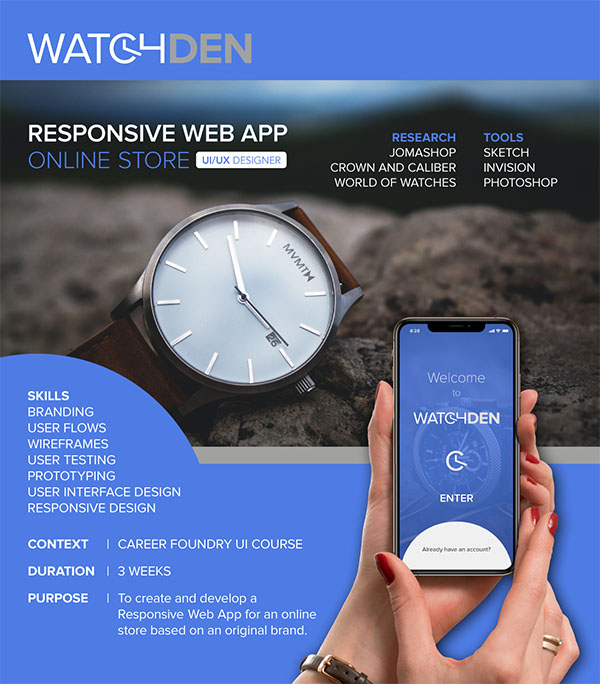 WATCHDEN
RESPONSIVE WEB APP
ONLINE STORE UI/UX DESIGNER
RESEARCH
JOMASHOP
CROWN AND CALIBER
WORLD OF WATCHES
TOOLS
SKETCH
INVISION
PHOTOSHOP
MVMT
26
SKILLS
BRANDING
USER FLOWS
WIREFRAMES
USER TESTING
PROTOTYPING
USER INTERFACE DESIGN
RESPONSIVE DESIGN
CONTEXT | CAREER FOUNDRY UI COURSE
DURATION | 3 WEEKS
PURPOSE | To create and develop a
Responsive Web App for an online
store based on an original brand.
4:28
Welcome
to
WATCHDEN
ENTER
Already have an account?